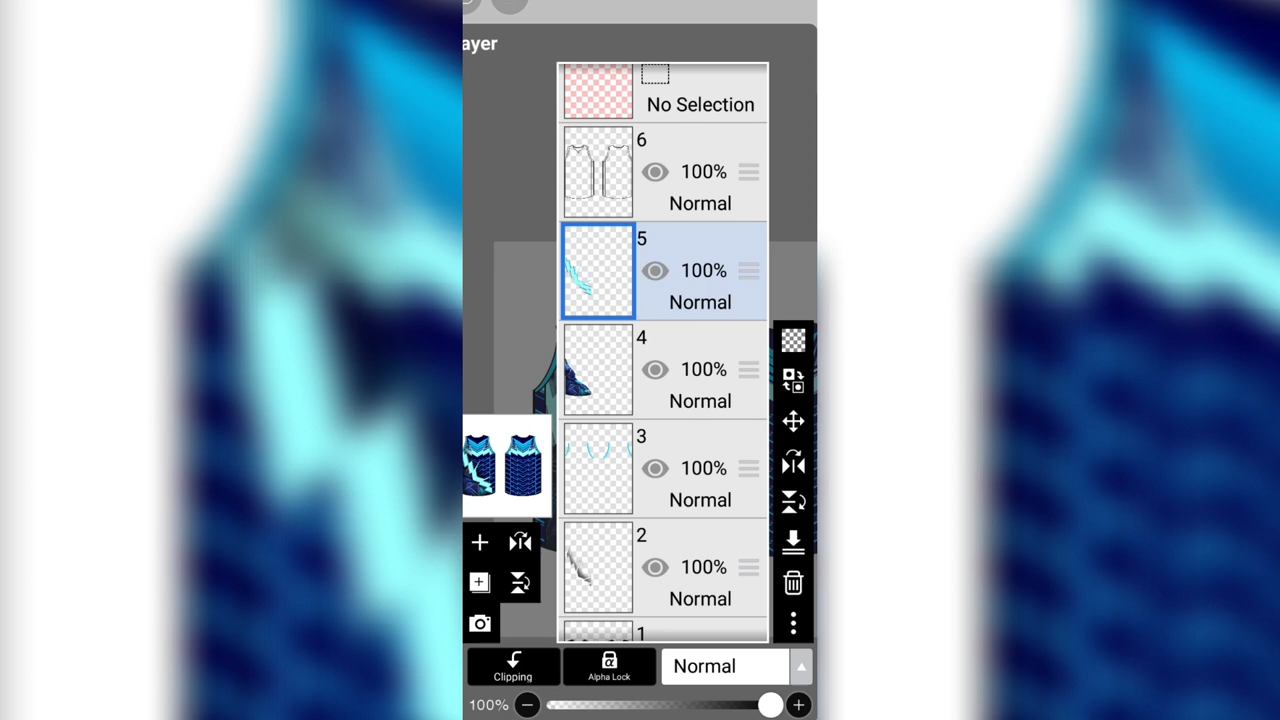 ayer
No Selection
6
100%
Normal
5
100%
Normal
4
100%
Normal
3
100%
Normal
2
100%
Normal
1
Clipping
α
Alpha Lock
Normal
100%